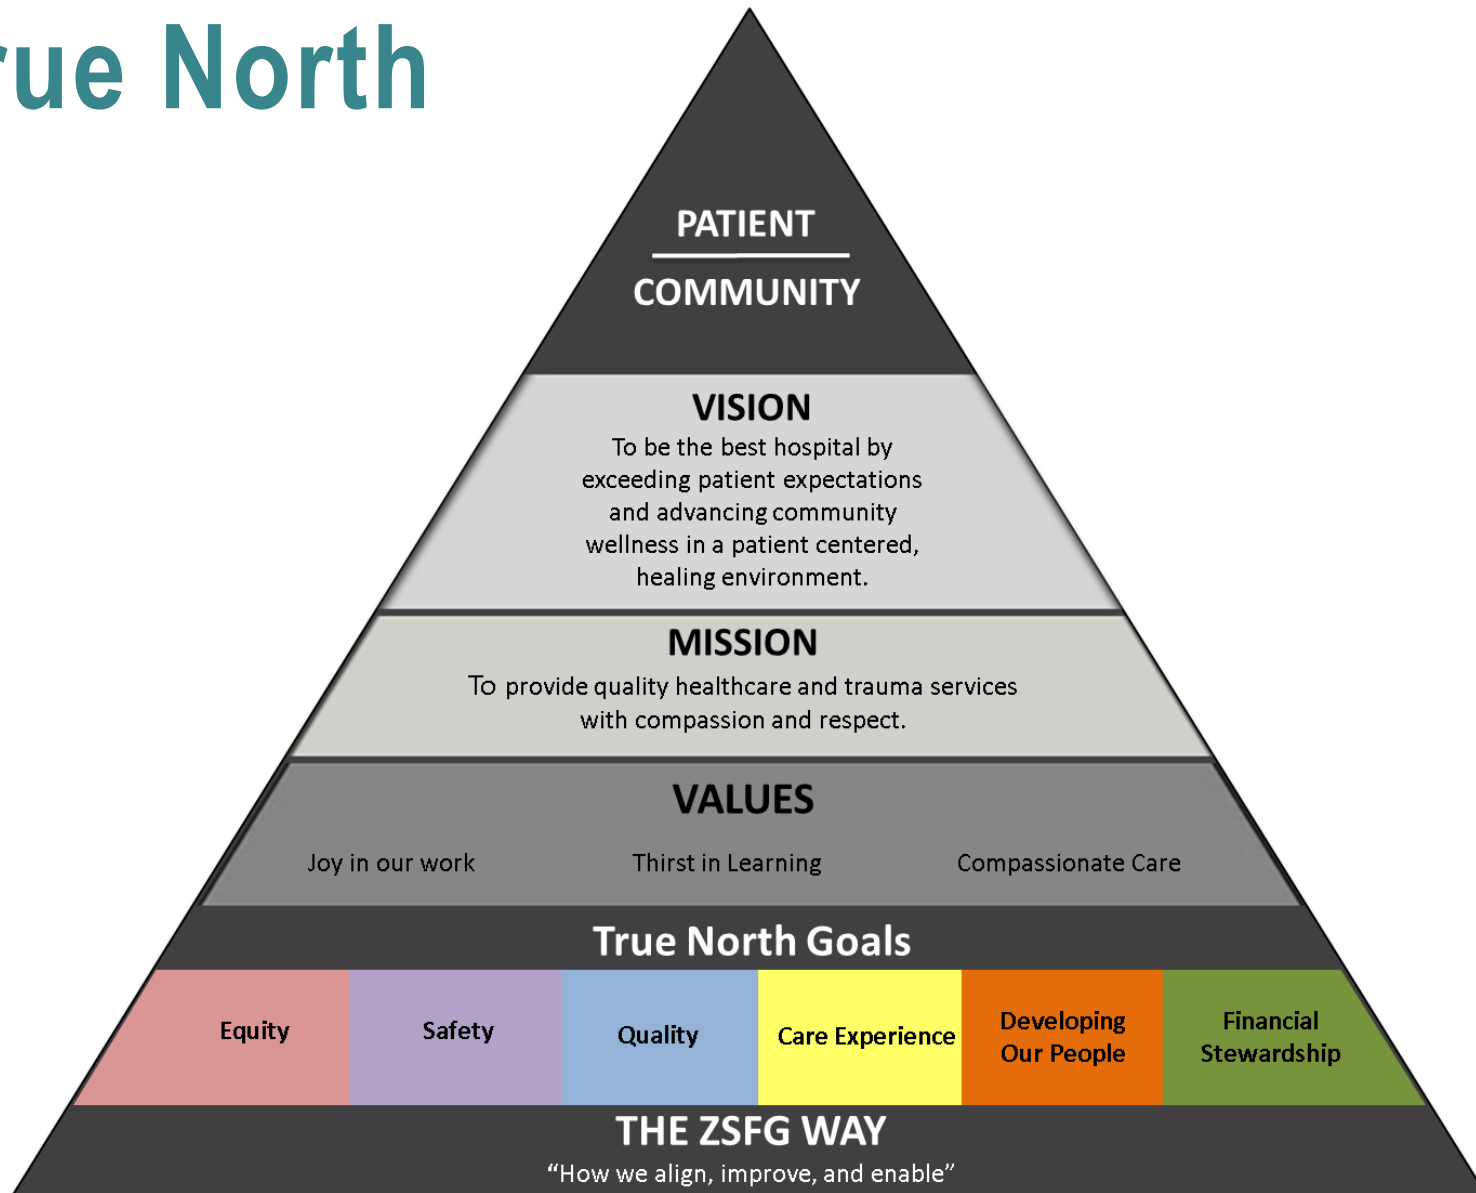 rue North
PATIENT
COMMUNITY
VISION
To be the best hospital by
exceeding patient expectations
and advancing community
wellness in a patient centered,
healing environment.
MISSION
To provide quality healthcare and trauma services
with compassion and respect.
VALUES
Joy in our work
Thirst in Learning
Compassionate Care
True North Goals
Equity
Safety
Quality
Care Experience
Developing
Our People
Financial
Stewardship
THE ZSFG WAY
“How we align, improve, and enable”